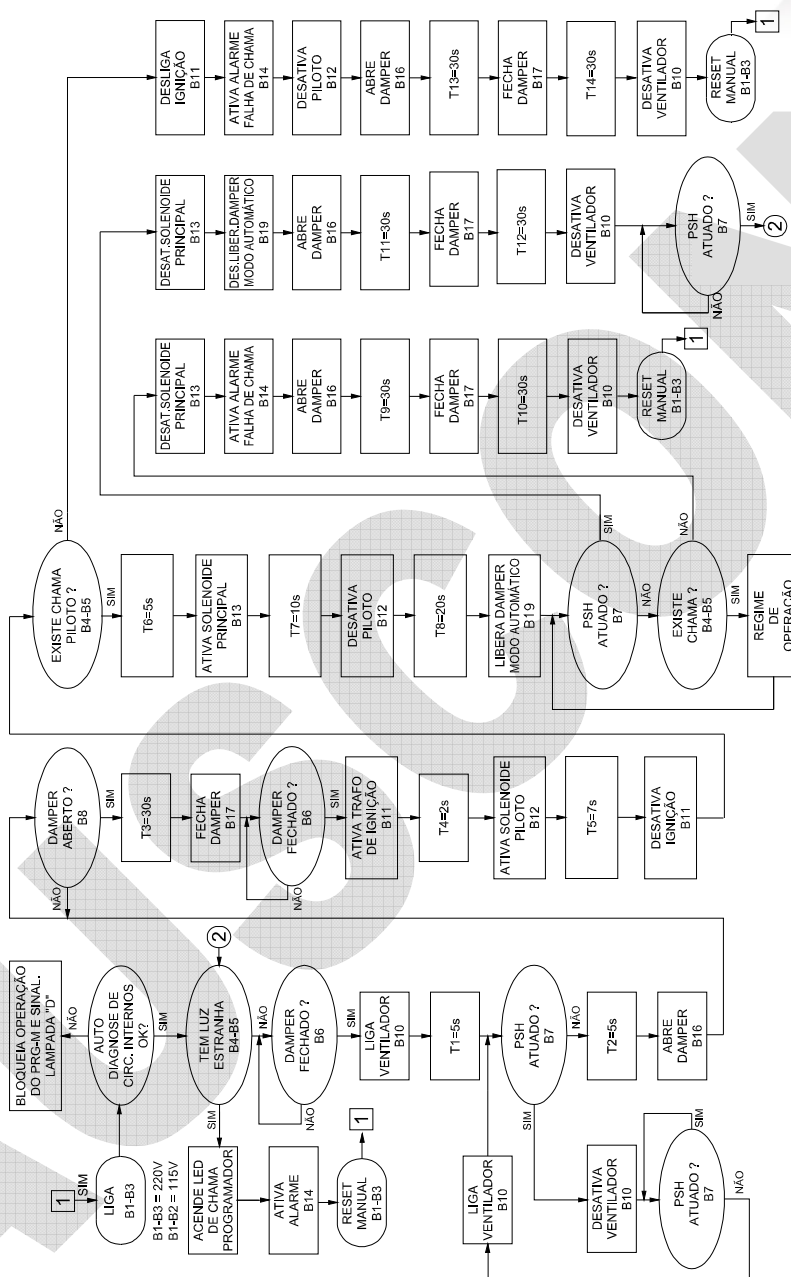 1
SIM
LIGA
B1-B3
B1-B3 = 220V
B1-B2 = 115V
AUTO
DIAGNOSE DE
CIRC. INTERNOS
OK?
NÃO
BLOQUEIA OPERAÇÃO
DO PRG-M E SINAL.
LAMPADA "D"
SIM
TEM LUZ
ESTRANHA
B4-B5
2
SIM
ACENDE LED
DE CHAMA
PROGRAMADOR
ATIVA
ALARME
B14
RESET
MANUAL
B1-B3
1
NÃO
DAMPER
FECHADO ?
B6
NÃO
SIM
LIGA
VENTILADOR
B10
T1=5s
PSH
ATUADO ?
B7
SIM
DESATIVA
VENTILADOR
B10
PSH
ATUADO ?
B7
SIM
NÃO
LIGA
VENTILADOR
B10
NÃO
T2=5s
ABRE
DAMPER
B16
DAMPER
ABERTO ?
B8
NÃO
SIM
T3=30s
FECHA
DAMPER
B17
DAMPER
FECHADO ?
B6
NÃO
SIM
ATIVA TRAFO
DE IGNIÇÃO
B11
T4=2s
ATIVA SOLENOIDE
PILOTO
B12
T5=7s
DESATIVA
IGNIÇÃO
B11
EXISTE CHAMA
PILOTO ?
B4-B5
NÃO
SIM
T6=5s
ATIVA SOLENOIDE
PRINCIPAL
B13
T7=10s
DESATIVA
PILOTO
B12
T8=20s
LIBERA DAMPER
MODO AUTOMÁTICO
B19
PSH
ATUADO ?
B7
SIM
NÃO
EXISTE
CHAMA ?
B4-B5
NÃO
SIM
REGIME
DE
OPERAÇÃO
DESAT.SOLENOIDE
PRINCIPAL
B13
ATIVA ALARME
FALHA DE CHAMA
B14
ABRE
DAMPER
B16
T9=30s
FECHA
DAMPER
B17
T10=30s
DESATIVA
VENTILADOR
B10
RESET
MANUAL
B1-B3
1
DESAT.SOLENOIDE
PRINCIPAL
B13
DES.LIBER.DAMPER
MODO AUTOMÁTICO
B19
ABRE
DAMPER
B16
T11=30s
FECHA
DAMPER
B17
T12=30s
DESATIVA
VENTILADOR
B10
PSH
ATUADO ?
B7
NÃO
SIM
2
DESLIGA
IGNIÇÃO
B11
ATIVA ALARME
FALHA DE CHAMA
B14
DESATIVA
PILOTO
B12
ABRE
DAMPER
B16
T13=30s
FECHA
DAMPER
B17
T14=30s
DESATIVA
VENTILADOR
B10
RESET
MANUAL
B1-B3
1